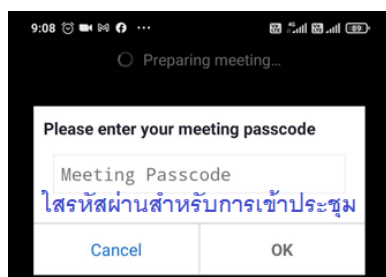 9:08
4G
89
Preparing meeting...
Please enter your meeting passcode
Meeting Passcode
ใสรหัสผ่านสำหรับการเข้าประชุม
Cancel OK